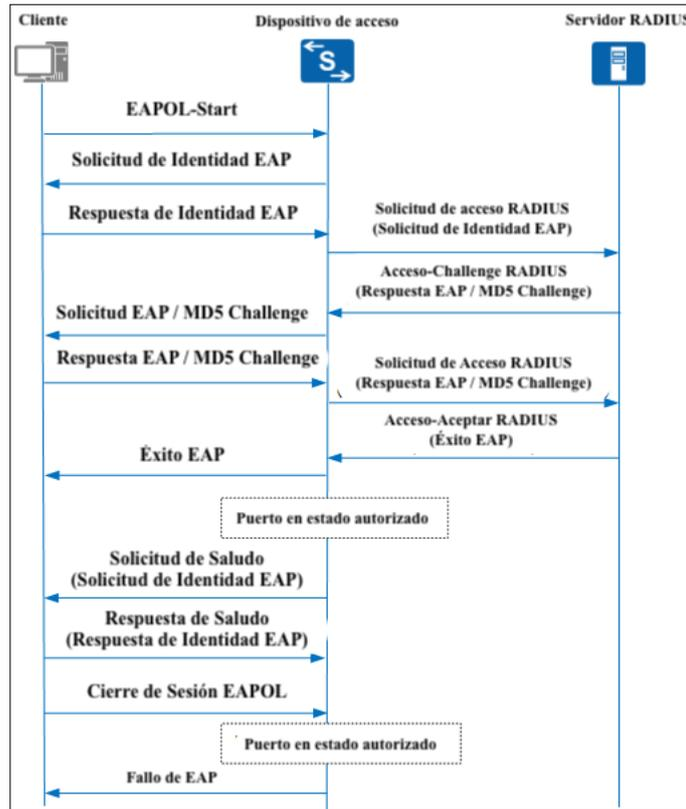 Cliente
Dispositivo de acceso
Servidor RADIUS
S
EAPOL-Start
Solicitud de Identidad EAP
Respuesta de Identidad EAP
Solicitud de acceso RADIUS
(Solicitud de Identidad EAP)
Acceso-Challenge RADIUS
(Respuesta EAP / MD5 Challenge)
Solicitud EAP / MD5 Challenge
Respuesta EAP / MD5 Challenge
Solicitud de Acceso RADIUS
(Respuesta EAP / MD5 Challenge)
Acceso-Aceptar RADIUS
(Éxito EAP)
Éxito EAP
Puerto en estado autorizado
Solicitud de Saludo
(Solicitud de Identidad EAP)
Respuesta de Saludo
(Respuesta de Identidad EAP)
Cierre de Sesión EAPOL
Puerto en estado autorizado
Fallo de EAP